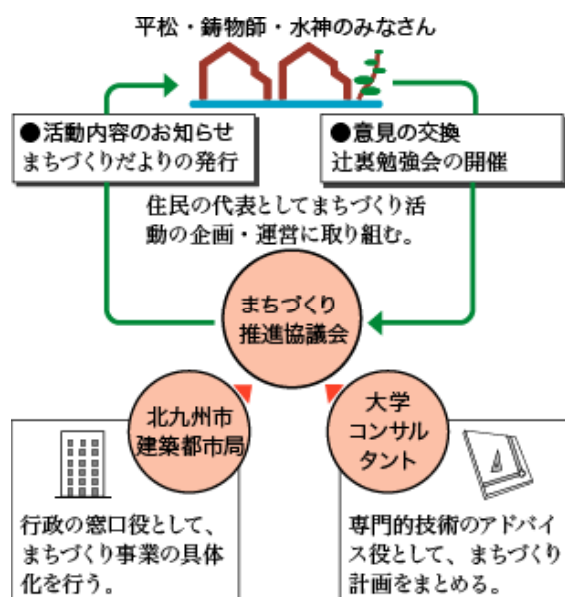 平松・鋳物師・水神のみなさん
●活動内容のお知らせ
まちづくりだよりの発行
●意見の交換
辻裏勉強会の開催
住民の代表としてまちづくり活
動の企画・運営に取り組む。
まちづくり
推進協議会
北九州市
建築都市局
大学
コンサル
タント
行政の窓口役として、
まちづくり事業の具体
化を行う。
専門的技術のアドバイ
ス役として、まちづくり
計画をまとめる。